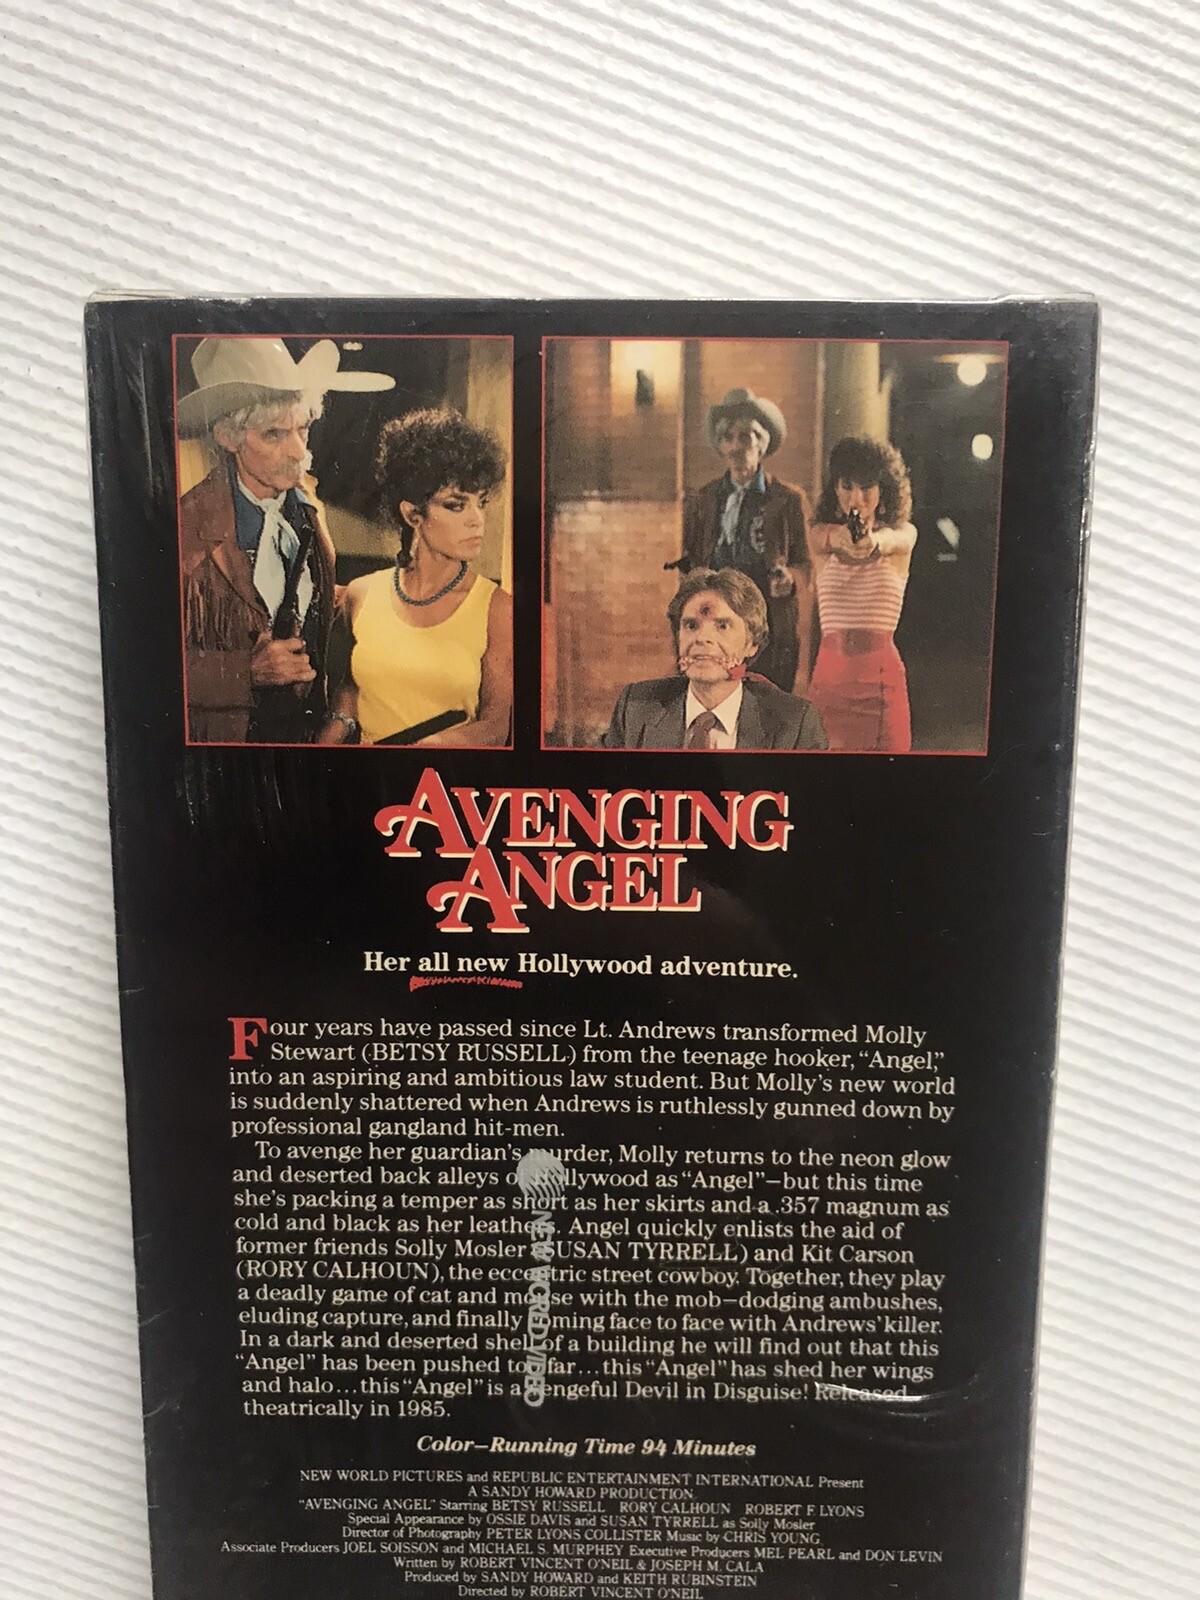 AVENGING
ANGEL
Her all new Hollywood adventure.
Four years have passed since Lt. Andrews transformed Molly
Stewart (BETSY RUSSELL) from the teenage hooker, “Angel,”
into an aspiring and ambitious law student. But Molly's new world
is suddenly shattered when Andrews is ruthlessly gunned down by
professional gangland hit-men.
To avenge her guardian's murder, Molly returns to the neon glow
and deserted back alleys of Hollywood as “Angel”—but this time
she's packing a temper as short as her skirts and a .357 magnum as
cold and black as her leathers. Angel quickly enlists the aid of
former friends Solly Mosler (SUSAN TYRRELL) and Kit Carson
(RORY CALHOUN), the eccentric street cowboy. Together, they play
a deadly game of cat and mouse with the mob—dodging ambushes,
eluding capture, and finally coming face to face with Andrews' killer.
In a dark and deserted shell of a building he will find out that this
“Angel” has been pushed too far...this “Angel” has shed her wings
and halo...this “Angel” is a vengeful Devil in Disguise! Released
theatrically in 1985.
NEW WORLD VIDEO
Color—Running Time 94 Minutes
NEW WORLD PICTURES and REPUBLIC ENTERTAINMENT INTERNATIONAL Present
A SANDY HOWARD PRODUCTION
“AVENGING ANGEL” Starring BETSY RUSSELL RORY CALHOUN ROBERT F. LYONS
Special Appearance by OSSIE DAVIS and SUSAN TYRRELL as Solly Mosler
Director of Photography PETER LYONS COLLISTER Music by CHRIS YOUNG
Associate Producers JOEL SOISSON and MICHAEL S. MURPHEY Executive Producers MEL PEARL and DON LEVIN
Written by ROBERT VINCENT O'NEIL & JOSEPH M. CALA
Produced by SANDY HOWARD and KEITH RUBINSTEIN
Directed by ROBERT VINCENT O'NEIL